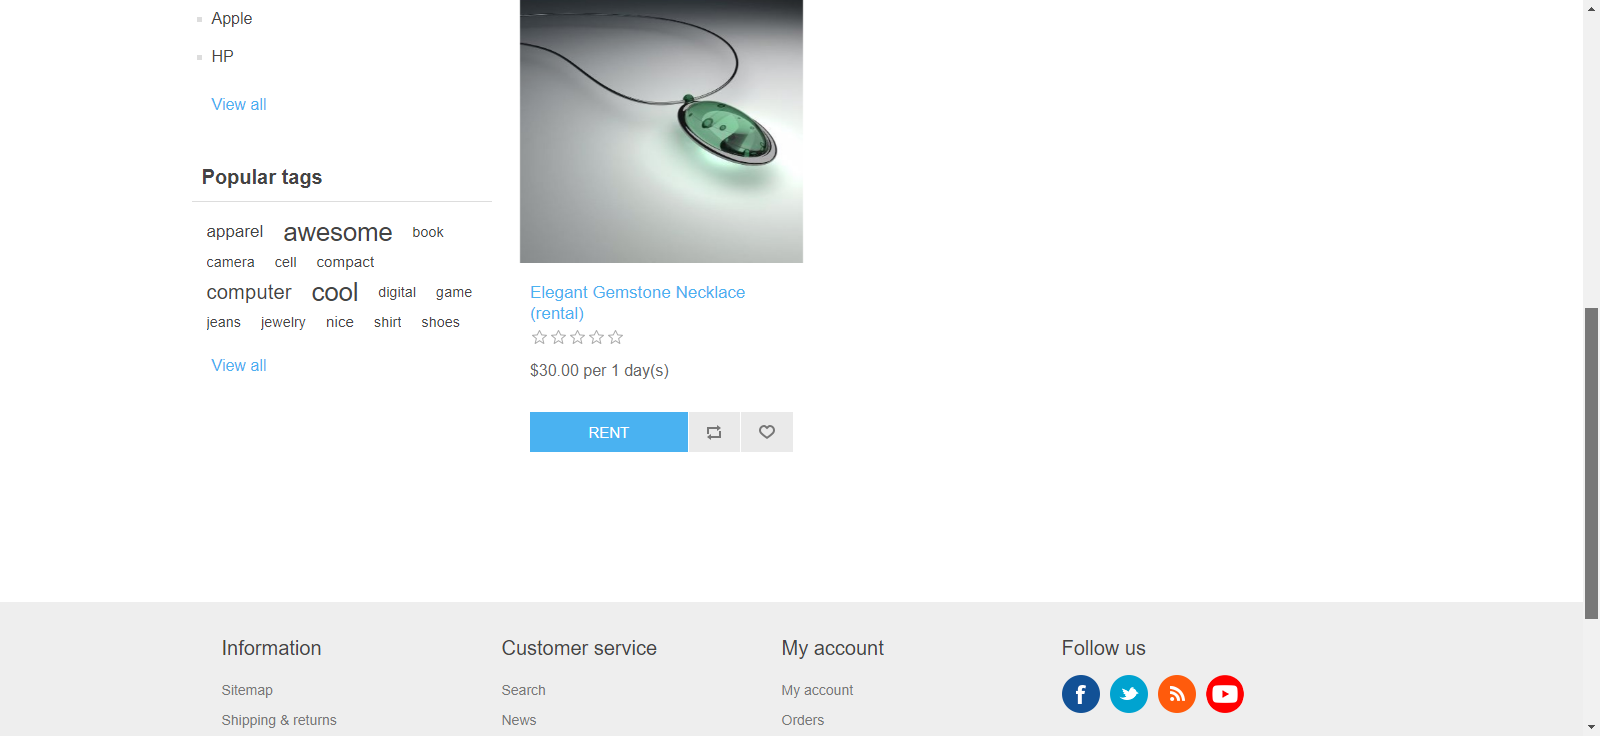 Apple
HP
View all
Popular tags
apparel awesome book
camera cell compact
computer cool digital game
jeans jewelry nice shirt shoes
View all
Elegant Gemstone Necklace
(rental)
$30.00 per 1 day(s)
RENT
Information
Sitemap
Shipping & returns
Customer service
Search
News
My account
My account
Orders
Follow us